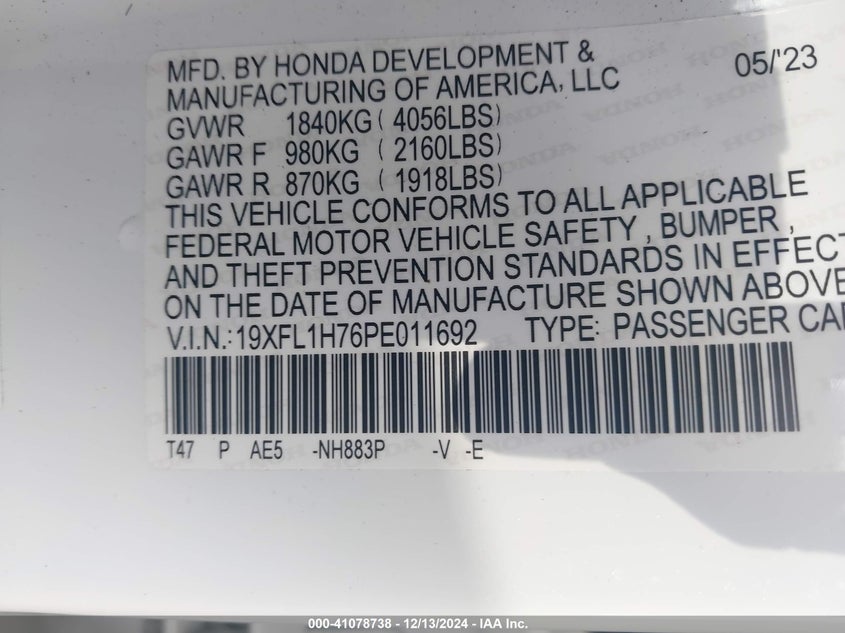 MFD. BY HONDA DEVELOPMENT &
MANUFACTURING OF AMERICA, LLC
05/'23
GVWR 1840KG ( 4056LBS)
GAWR F 980KG ( 2160LBS)
GAWR R 870KG ( 1918LBS)
THIS VEHICLE CONFORMS TO ALL APPLICABLE
FEDERAL MOTOR VEHICLE SAFETY , BUMPER ,
AND THEFT PREVENTION STANDARDS IN EFFECT
ON THE DATE OF MANUFACTURE SHOWN ABOVE
V.I.N.:19XFL1H76PE011692 TYPE: PASSENGER CAR
T47 P AE5 -NH883P -V -E
000-41078738 - 12/13/2024 - IAA Inc.